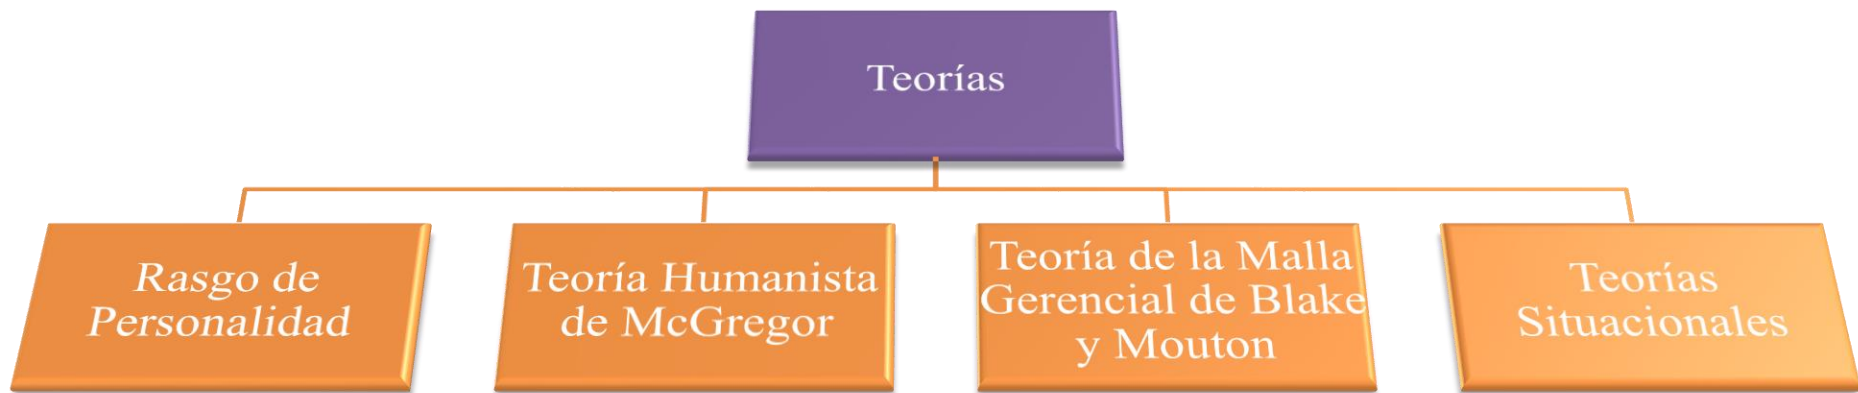 Teorías
Rasgo de
Personalidad
Teoría Humanista
de McGregor
Teoría de la Malla
Gerencial de Blake
y Mouton
Teorías
Situacionales